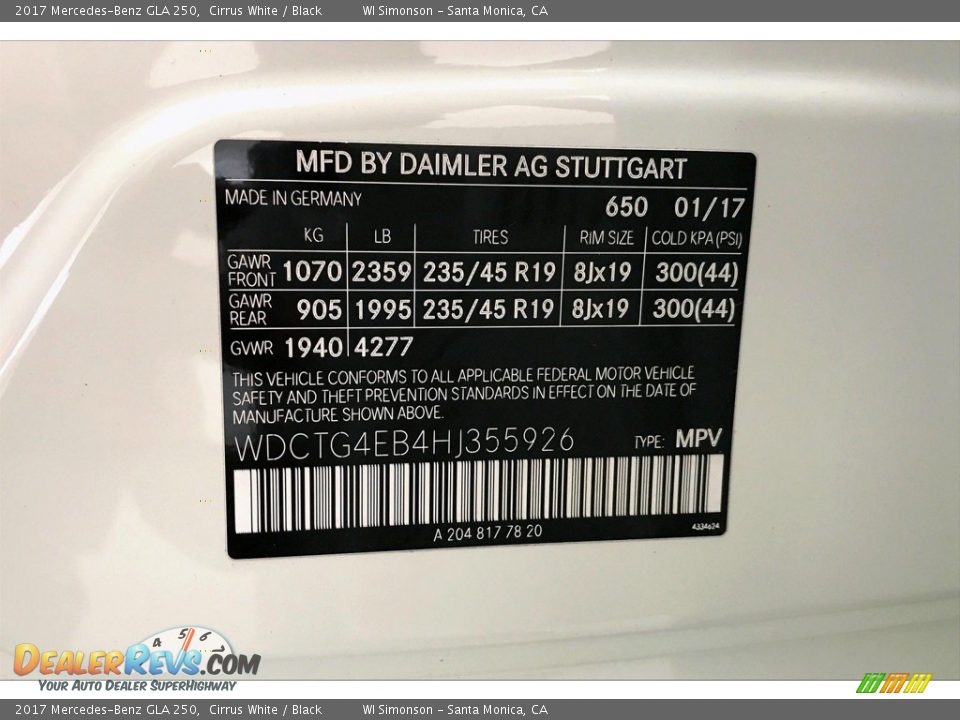 2017 Mercedes-Benz GLA 250, Cirrus White / Black WI Simonson - Santa Monica, CA
MFD BY DAIMLER AG STUTTGART
MADE IN GERMANY 650 01/17
KG LB TIRES RIM SIZE COLD KPA (PSI)
GAWR FRONT 1070 2359 235/45 R19 8Jx19 300(44)
GAWR REAR 905 1995 235/45 R19 8Jx19 300(44)
GVWR 1940 4277
THIS VEHICLE CONFORMS TO ALL APPLICABLE FEDERAL MOTOR VEHICLE
SAFETY AND THEFT PREVENTION STANDARDS IN EFFECT ON THE DATE OF
MANUFACTURE SHOWN ABOVE.
WDCTG4EB4HJ355926 TYPE: MPV
A 204 817 78 20 4334624
4 5 6
DealerRevs.com
Your Auto Dealer SuperHighway
2017 Mercedes-Benz GLA 250, Cirrus White / Black WI Simonson - Santa Monica, CA